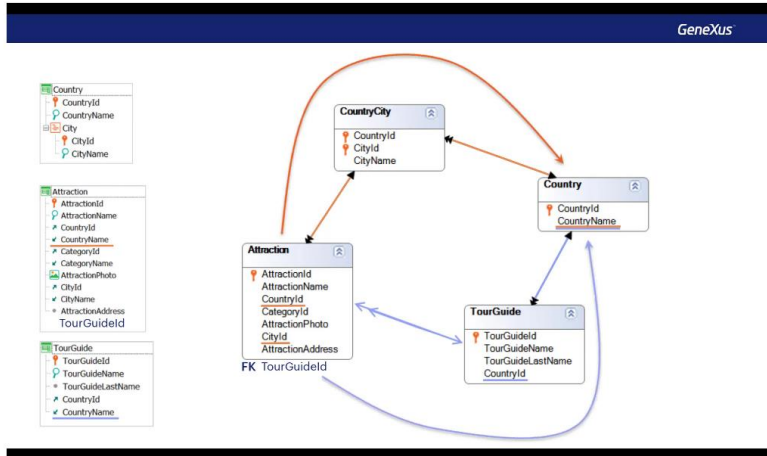 GeneXus
Country
CountryId
CountryName
City
CityId
CityName
Attraction
AttractionId
AttractionName
CountryId
CountryName
CategoryId
CategoryName
AttractionPhoto
CityId
CityName
AttractionAddress
TourGuideId
TourGuide
TourGuideId
TourGuideName
TourGuideLastName
CountryId
CountryName
CountryCity
CountryId
CityId
CityName
Country
CountryId
CountryName
Attraction
AttractionId
AttractionName
CountryId
CategoryId
AttractionPhoto
CityId
AttractionAddress
FK TourGuideId
TourGuide
TourGuideId
TourGuideName
TourGuideLastName
CountryId